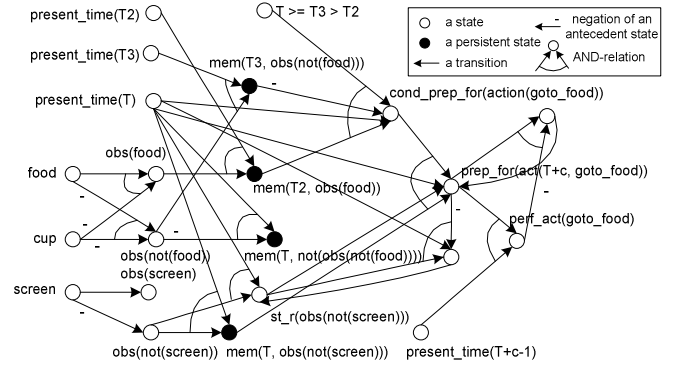 present_time(T2)
T >= T3 > T2
- negation of an
a state
antecedent state
present_time(T3)
a persistent state
mem(T3, obs(not(food)))
a transition
AND-relation
-
present_time(T)
cond_prep_for(action(goto_food))
obs(food)
food
prep_for(act(T+c, goto_food))
mem(T2, obs(food))
-
-
-
-
perf_act(goto_food)
cup
-
-
obs(not(food))
mem(T, not(obs(not(food))))
obs(screen)
screen
-
st_r(obs(not(screen)))
obs(not(screen))
mem(T, obs(not(screen)))
present_time(T+c-1)